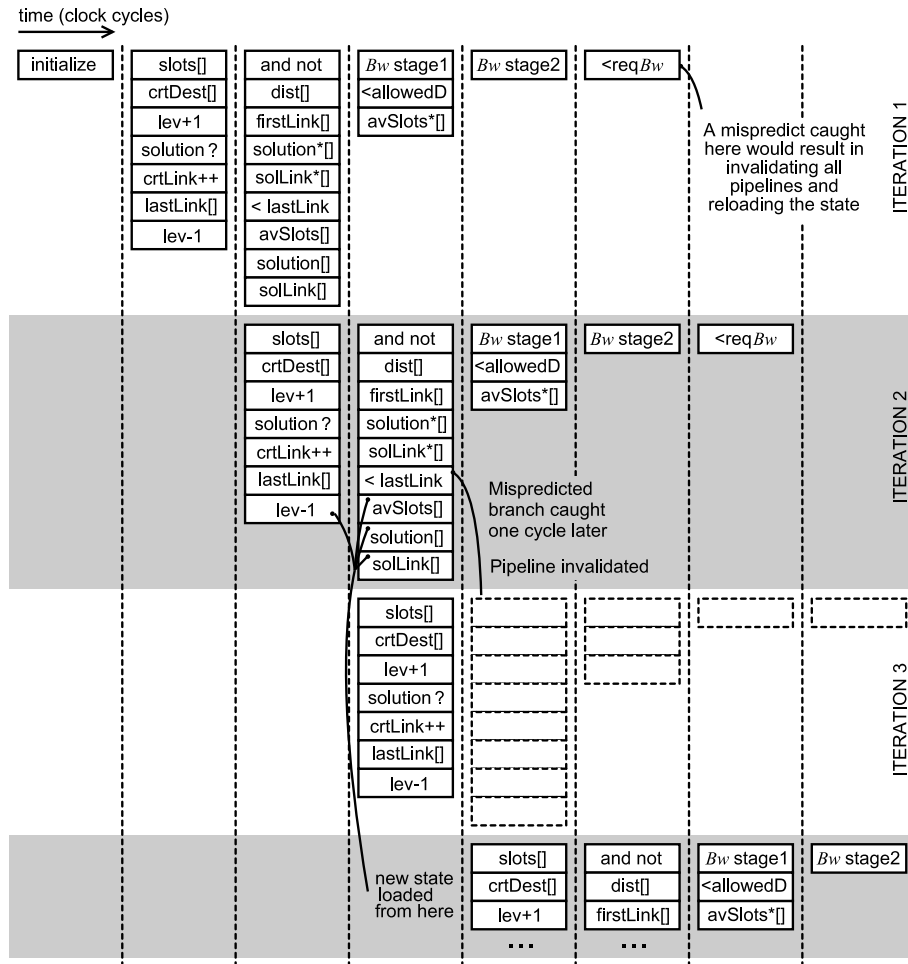 time (clock cycles)
initialize
slots[]
crtDest[]
lev+1
solution ?
crtLink++
lastLink[]
lev-1
and not
dist[]
firstLink[]
solution*[]
solLink*[]
< lastLink
avSlots[]
solution[]
solLink[]
Bw stage1
<allowedD
avSlots*[]
Bw stage2
<reqBw
A mispredict caught
here would result in
invalidating all
pipelines and
reloading the state
ITERATION 1
slots[]
crtDest[]
lev+1
solution ?
crtLink++
lastLink[]
lev-1
and not
dist[]
firstLink[]
solution*[]
solLink*[]
< lastLink
avSlots[]
solution[]
solLink[]
Bw stage1
<allowedD
avSlots*[]
Bw stage2
<reqBw
Mispredicted
branch caught
one cycle later
Pipeline invalidated
ITERATION 2
slots[]
crtDest[]
lev+1
solution ?
crtLink++
lastLink[]
lev-1
ITERATION 3
new state
loaded
from here
slots[]
crtDest[]
lev+1
...
and not
dist[]
firstLink[]
...
Bw stage1
<allowedD
avSlots*[]
Bw stage2